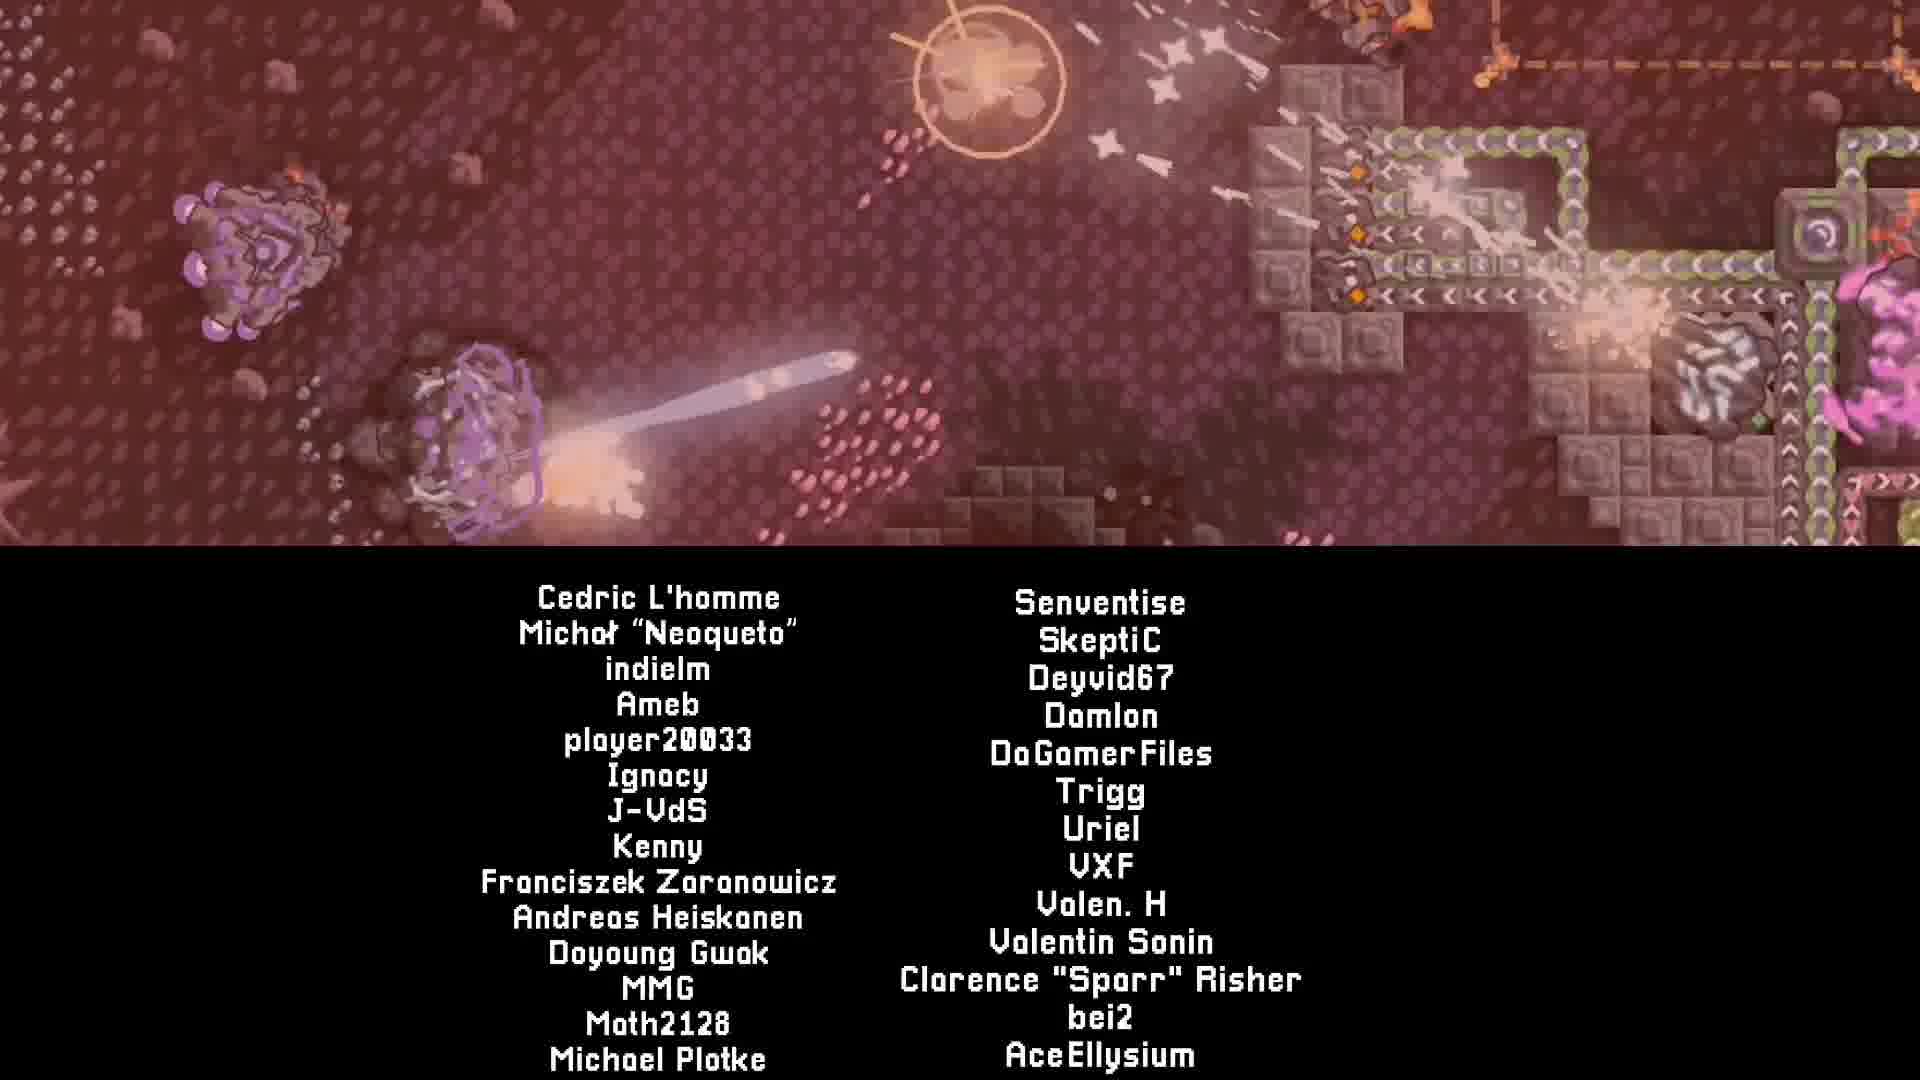 Cedric L'homme
Michał “Neoqueto”
indielm
Ameb
player20033
Ignacy
J-VdS
Kenny
Franciszek Zaranowicz
Andreas Heiskanen
Doyoung Gwak
MMG
Math2128
Michael Plotke
Senventise
SkeptiC
Deyvid67
Damlon
DaGamerFiles
Trigg
Uriel
VXF
Valen. H
Valentin Sonin
Clarence "Sparr" Risher
bei2
AceEllysium